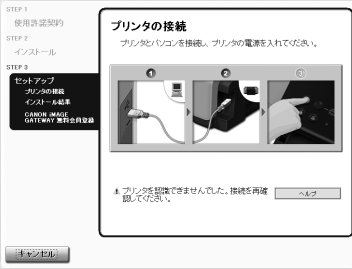 STEP 1
使用許諾契約
STEP 2
インストール
STEP 3
セットアップ
プリンタの接続
インストール結果
CANON iMAGE
GATEWAY 無料会員登録
プリンタの接続
プリンタとパソコンを接続し、プリンタの電源を入れてください。
1
2
3
プリンタを認識できませんでした。接続を再確
認してください。
ヘルプ
キャンセル